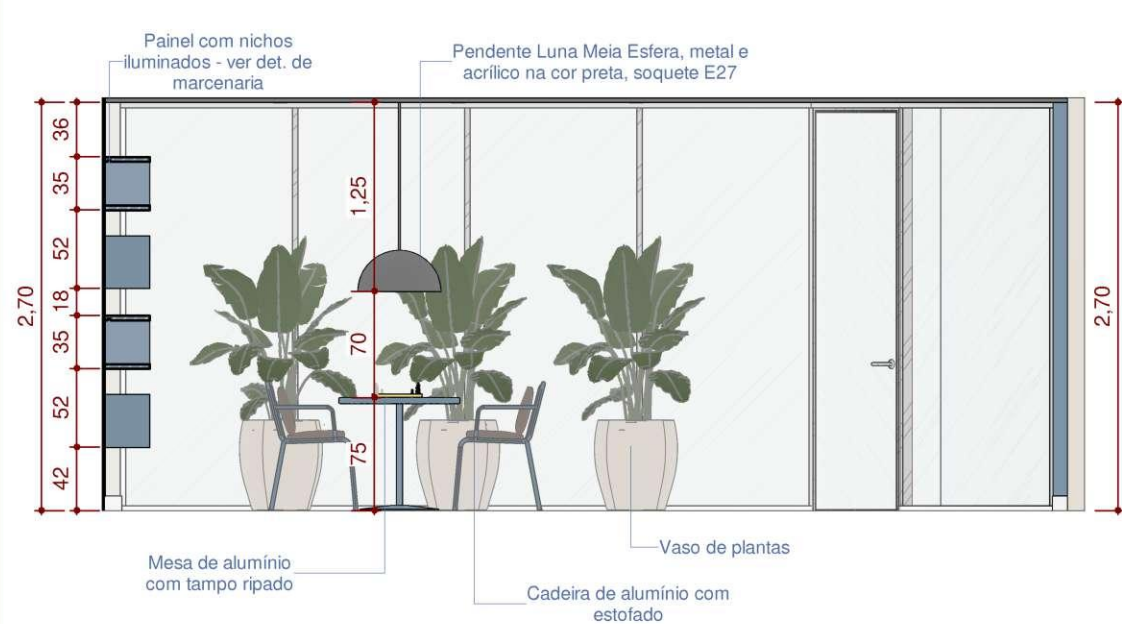 Painel com nichos
iluminados - ver det. de
marcenaria
Pendente Luna Meia Esfera, metal e
acrílico na cor preta, soquete E27
36
35
52
18
35
52
42
2,70
1,25
70
75
2,70
Vaso de plantas
Mesa de alumínio
com tampo ripado
Cadeira de alumínio com
estofado